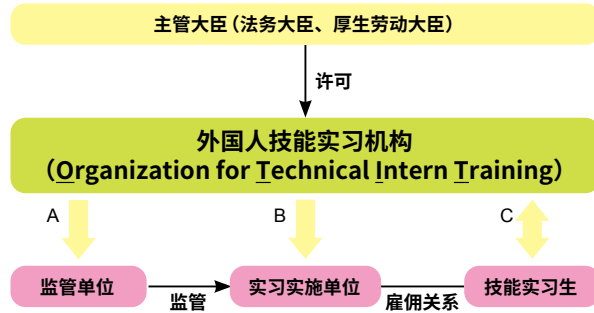 主管大臣（法务大臣、厚生劳动大臣）
许可
外国人技能实习机构
（Organization for Technical Intern Training）
A
B
C
监管单位
监管
实习实施单位
雇佣关系
技能实习生